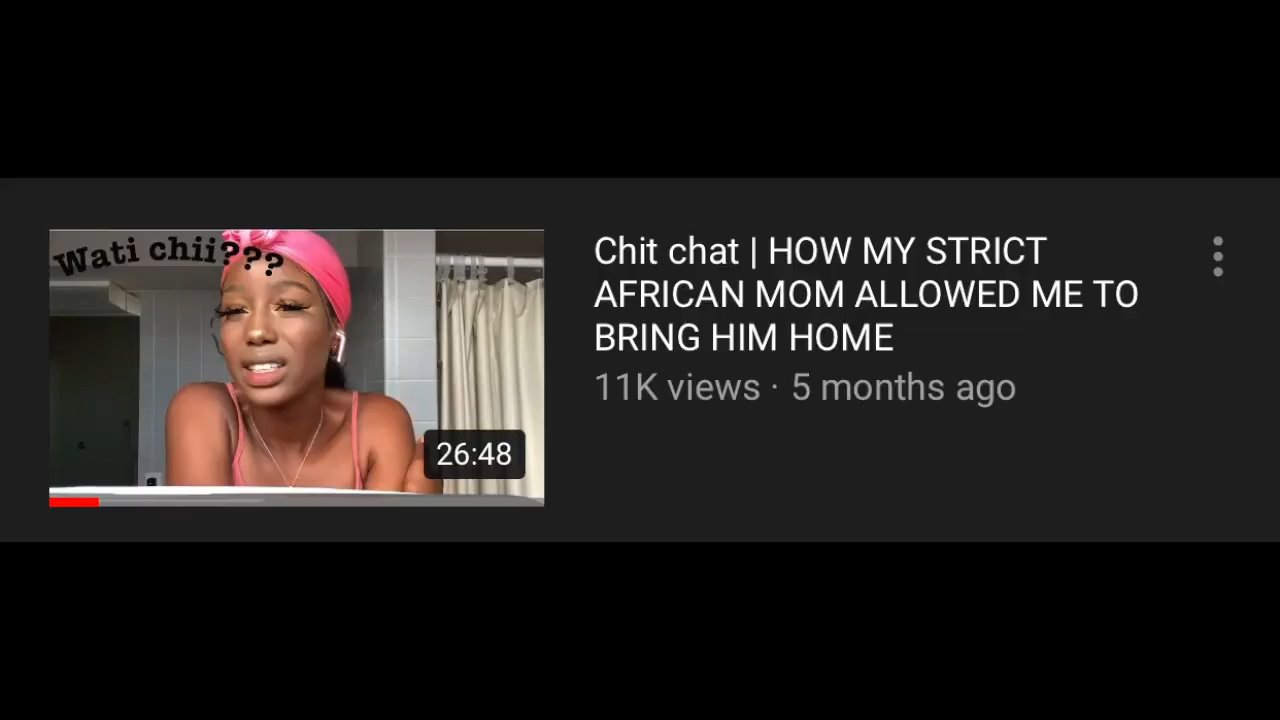 Wati chii???
26:48
Chit chat | HOW MY STRICT
AFRICAN MOM ALLOWED ME TO
BRING HIM HOME
11K views · 5 months ago